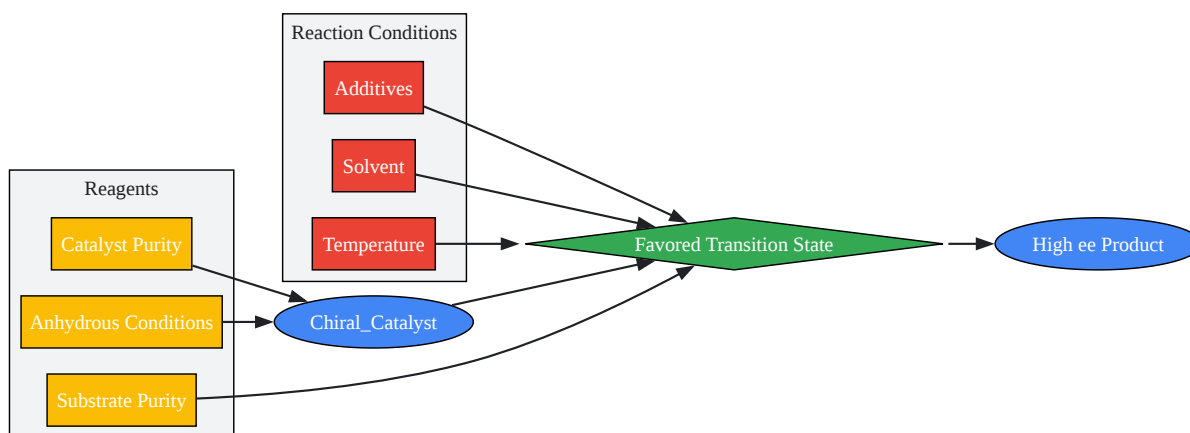 Reaction Conditions
Additives
Solvent
Temperature
Reagents
Catalyst Purity
Anhydrous Conditions
Substrate Purity
Chiral_Catalyst
Favored Transition State
High ee Product